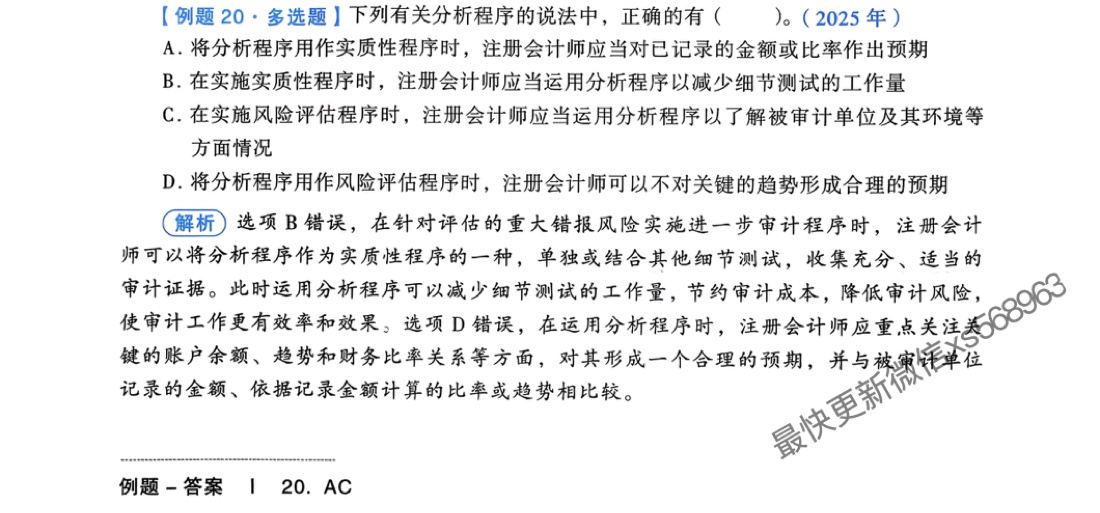 【例题 20·多选题】下列有关分析程序的说法中，正确的有（　　）。（2025 年）
A. 将分析程序用作实质性程序时，注册会计师应当对已记录的金额或比率作出预期
B. 在实施实质性程序时，注册会计师应当运用分析程序以减少细节测试的工作量
C. 在实施风险评估程序时，注册会计师应当运用分析程序以了解被审计单位及其环境等
方面情况
D. 将分析程序用作风险评估程序时，注册会计师可以不对关键的趋势形成合理的预期
解析 选项 B 错误，在针对评估的重大错报风险实施进一步审计程序时，注册会计
师可以将分析程序作为实质性程序的一种，单独或结合其他细节测试，收集充分、适当的
审计证据。此时运用分析程序可以减少细节测试的工作量，节约审计成本，降低审计风险，
使审计工作更有效率和效果。选项 D 错误，在运用分析程序时，注册会计师应重点关注关
键的账户余额、趋势和财务比率关系等方面，对其形成一个合理的预期，并与被审计单位
记录的金额、依据记录金额计算的比率或趋势相比较。
最快更新微信xs568963
例题 – 答案 | 20. AC